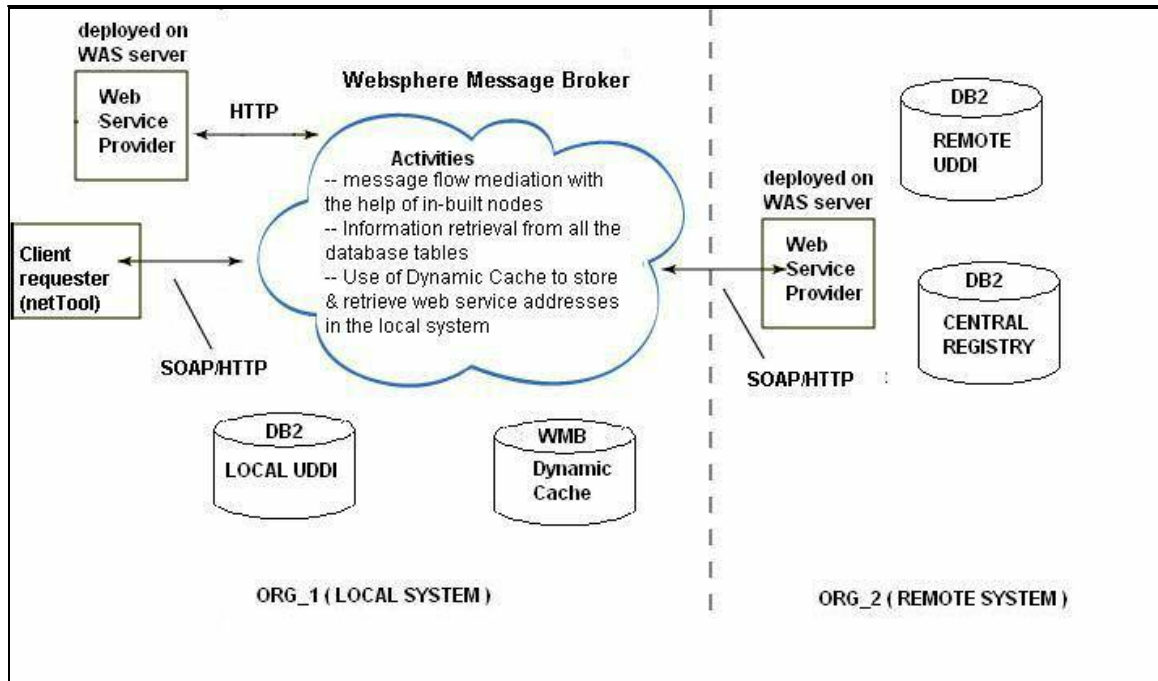 deployed on
WAS server
Web
Service
Provider
HTTP
Websphere Message Broker
Activities
-- message flow mediation with
the help of in-built nodes
-- Information retrieval from all the
database tables
-- Use of Dynamic Cache to store
& retrieve web service addresses
in the local system
Client
requester
(netTool)
SOAP/HTTP
DB2
LOCAL UDDI
WMB
Dynamic
Cache
ORG_1 ( LOCAL SYSTEM )
DB2
REMOTE
UDDI
deployed on
WAS server
Web
Service
Provider
DB2
CENTRAL
REGISTRY
SOAP/HTTP :
ORG_2 ( REMOTE SYSTEM )